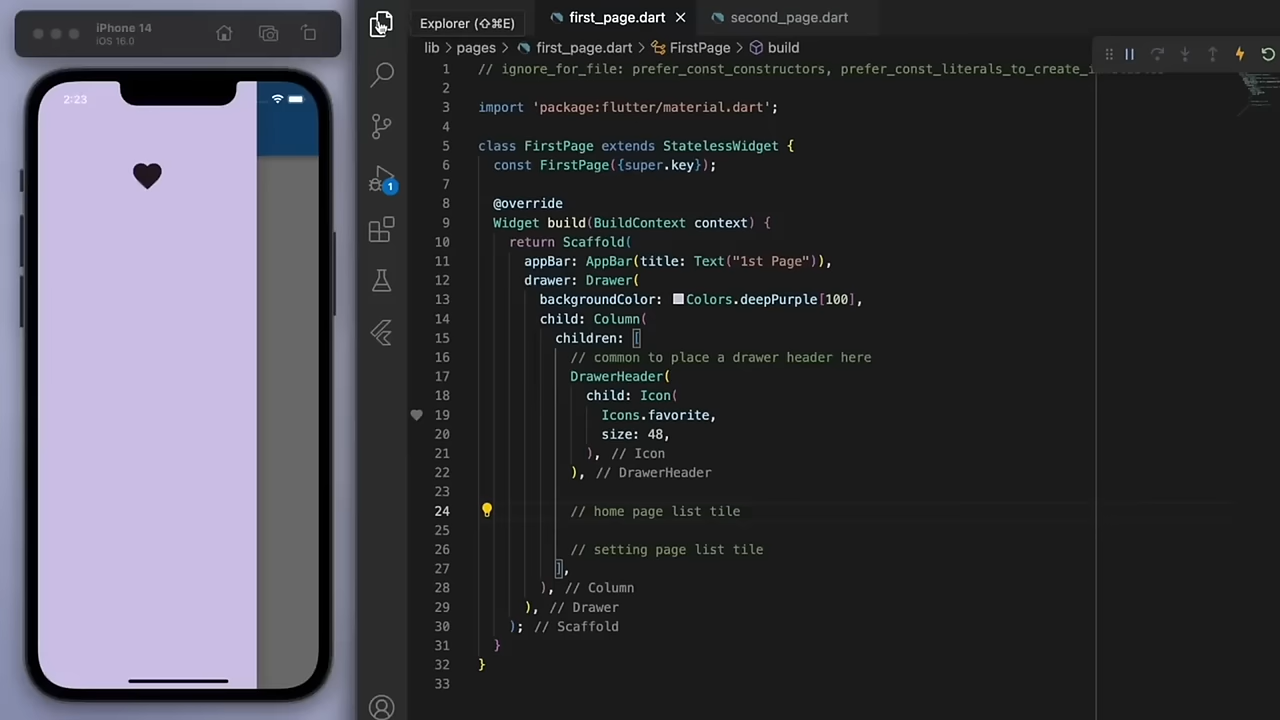 iPhone 14
iOS 16.0
2:23
Explorer (⇧⌘E)
first_page.dart
second_page.dart
lib > pages > first_page.dart > FirstPage > build
1
1 // ignore_for_file: prefer_const_constructors, prefer_const_literals_to_create_i
2
3 import 'package:flutter/material.dart';
4
5 class FirstPage extends StatelessWidget {
6 const FirstPage({super.key});
7
8 @override
9 Widget build(BuildContext context) {
10 return Scaffold(
11 appBar: AppBar(title: Text("1st Page")),
12 drawer: Drawer(
13 backgroundColor: Colors.deepPurple[100],
14 child: Column(
15 children: [
16 // common to place a drawer header here
17 DrawerHeader(
18 child: Icon(
19 Icons.favorite,
20 size: 48,
21 ), // Icon
22 ), // DrawerHeader
23
24 // home page list tile
25
26 // setting page list tile
27 ],
28 ), // Column
29 ), // Drawer
30 ); // Scaffold
31 }
32 }
33